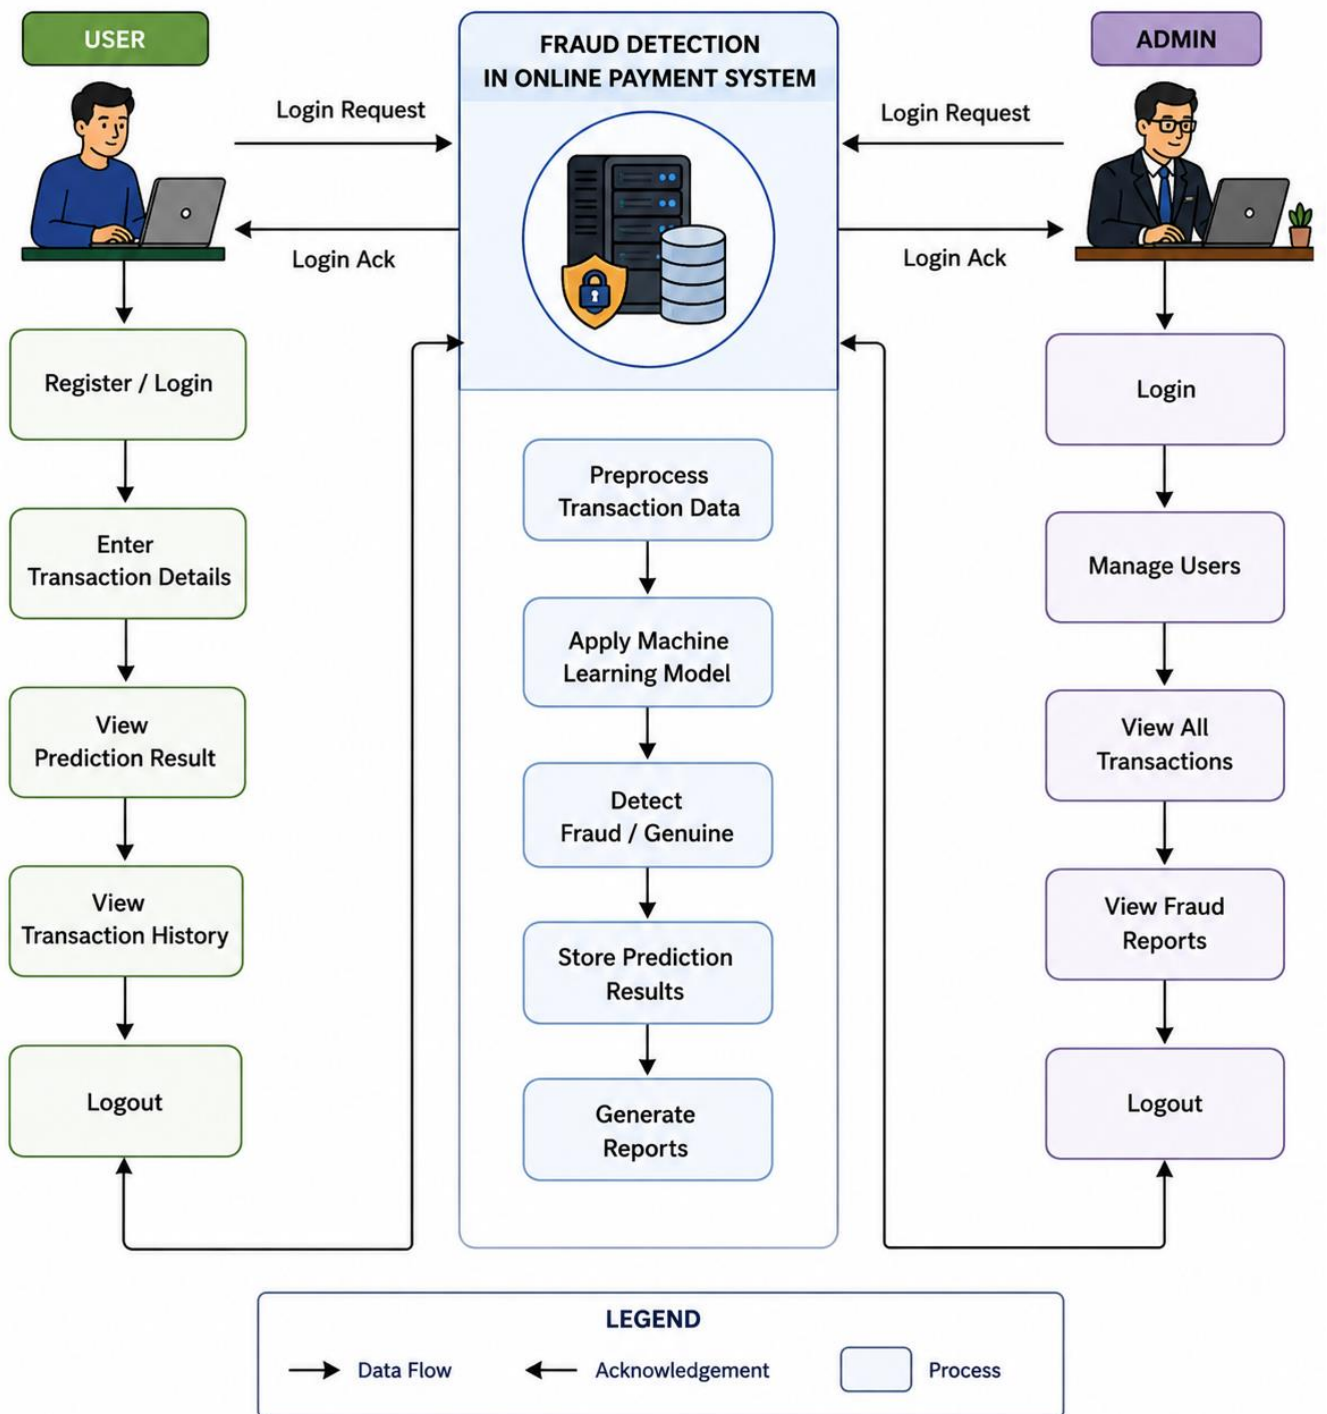 USER
FRAUD DETECTION
IN ONLINE PAYMENT SYSTEM
ADMIN
Login Request
Login Request
Login Ack
Login Ack
Register / Login
Enter
Transaction Details
View
Prediction Result
View
Transaction History
Logout
Preprocess
Transaction Data
Apply Machine
Learning Model
Detect
Fraud / Genuine
Store Prediction
Results
Generate
Reports
Login
Manage Users
View All
Transactions
View Fraud
Reports
Logout
LEGEND
Data Flow
Acknowledgement
Process